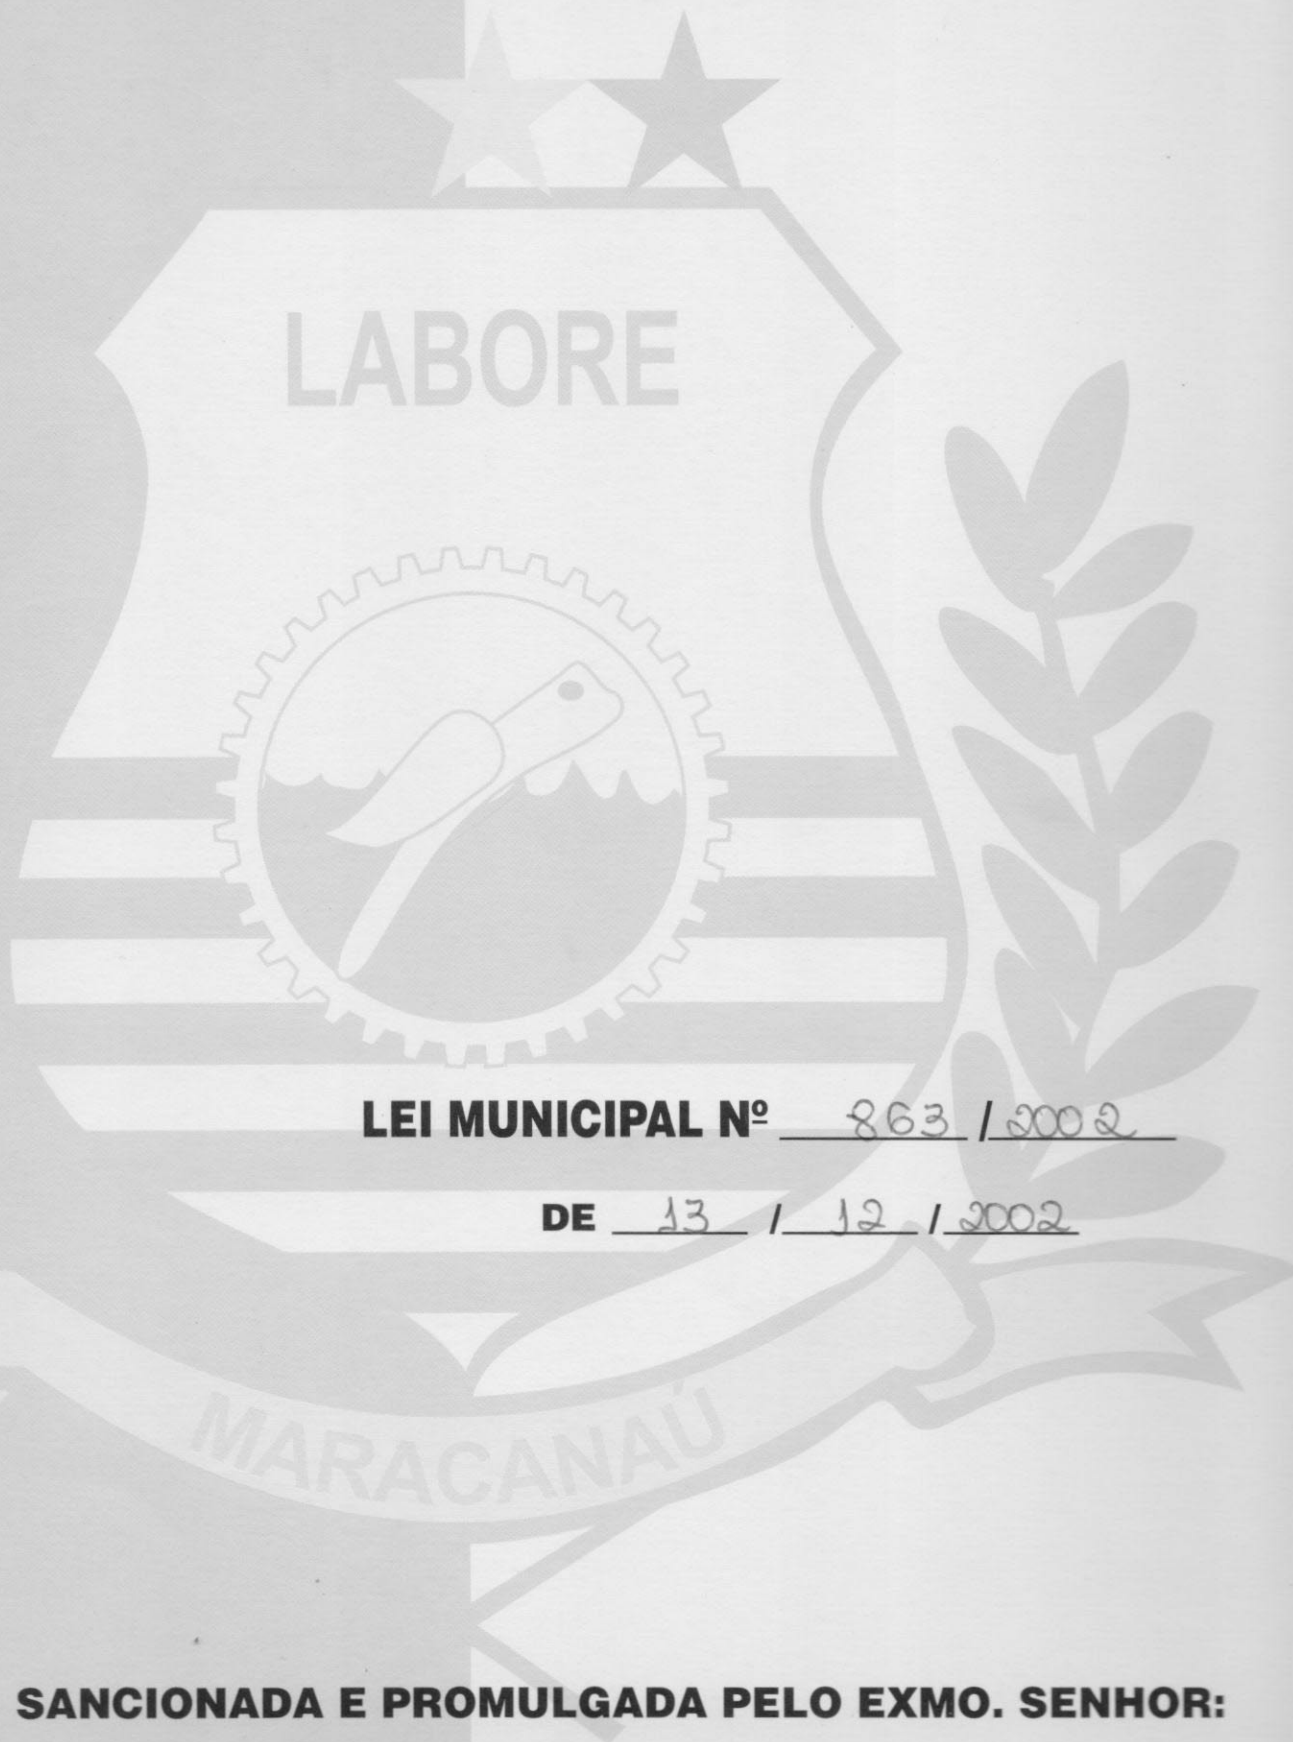 LABORE
LEI MUNICIPAL Nº 863 / 2002
DE 13 / 12 / 2002
MARACANAÚ
SANCIONADA E PROMULGADA PELO EXMO. SENHOR: